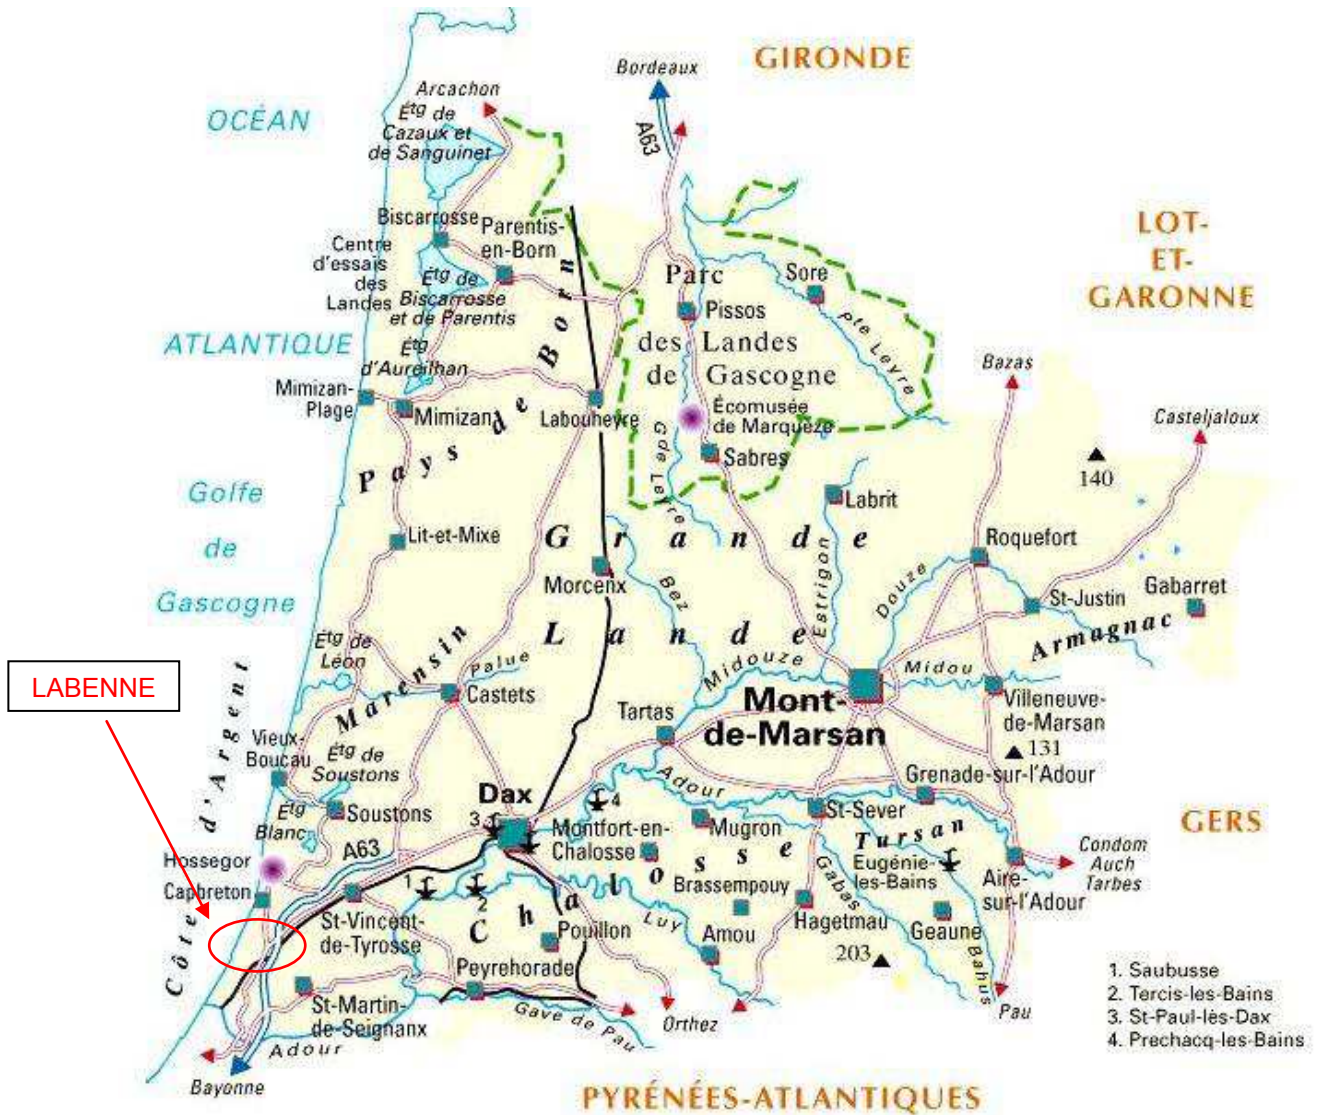 GIRONDE
Bordeaux
Arcachon
OCÉAN
Étg de
Cazaux et
de Sanguinet
A63
LOT-
ET-
GARONNE
Biscarrosse
Parentis-
en-Born
Centre
d'essais
des
Landes
Étg de
Biscarrosse
et de Parentis
Parc
Sore
Pissos
des Landes
de Gascogne
Pte Leyre
ATLANTIQUE
Étg
d'Aureilhan
Bazas
Mimizan-
Plage
Mimizan
Labouheyre
Écomusée
de Marquèze
Casteljaloux
Pays de Born
Sabres
Gde Leyre
140
Golfe
de
Gascogne
Labrit
Lit-et-Mixe
Grande
Roquefort
Morcenx
Bez
Estrigon
Douze
St-Justin
Gabarret
Lande
Armagnac
Étg de
Léon
Marensin
Palue
Midouze
Midou
LABENNE
Castets
Mont-
de-Marsan
Villeneuve-
de-Marsan
Tartas
Vieux-
Boucau
Étg de
Soustons
131
Adour
Grenade-sur-l'Adour
Côte d'Argent
Dax
4
3
Soustons
Étg
Blanc
Montfort-en-
Chalosse
Mugron
St-Sever
Tursan
GERS
A63
Hossegor
Eugénie-
les-Bains
Condom
Auch
Tarbes
Capbreton
1
2
Brassempouy
Gabas
Aire-
sur-l'Adour
St-Vincent-
de-Tyrosse
Chalosse
Luy
Hagetmau
Geaune
Pouillon
Amou
203
Bahus
Peyrehorade
St-Martin-
de-Seignanx
Gave de Pau
Orthez
Pau
Adour
Bayonne
1. Saubusse
2. Tercis-les-Bains
3. St-Paul-lès-Dax
4. Prechacq-les-Bains
PYRÉNÉES-ATLANTIQUES